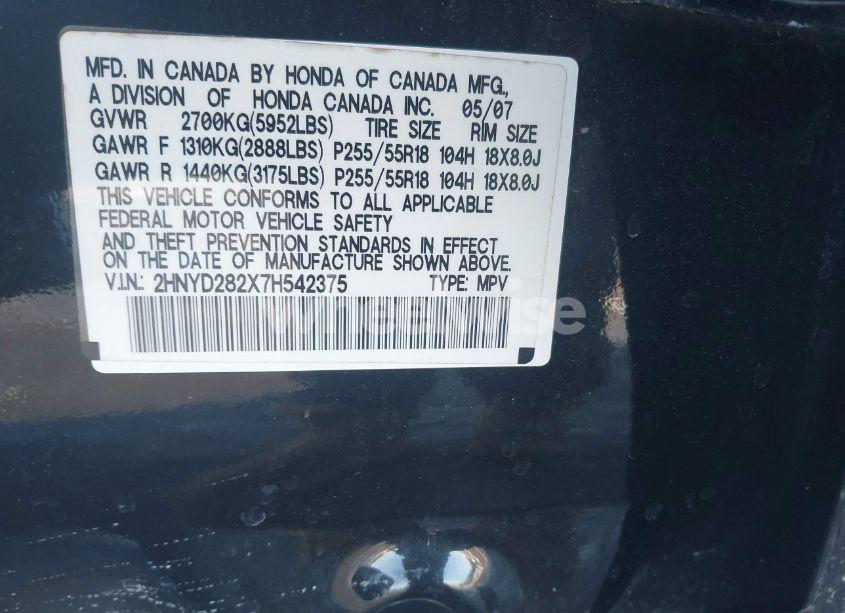 MFD. IN CANADA BY HONDA OF CANADA MFG.,
A DIVISION OF HONDA CANADA INC. 05/07
GVWR 2700KG(5952LBS) TIRE SIZE RIM SIZE
GAWR F 1310KG(2888LBS) P255/55R18 104H 18X8.0J
GAWR R 1440KG(3175LBS) P255/55R18 104H 18X8.0J
THIS VEHICLE CONFORMS TO ALL APPLICABLE
FEDERAL MOTOR VEHICLE SAFETY
AND THEFT PREVENTION STANDARDS IN EFFECT
ON THE DATE OF MANUFACTURE SHOWN ABOVE.
V.I.N.: 2HNYD282X7H542375 TYPE: MPV
wheelwise